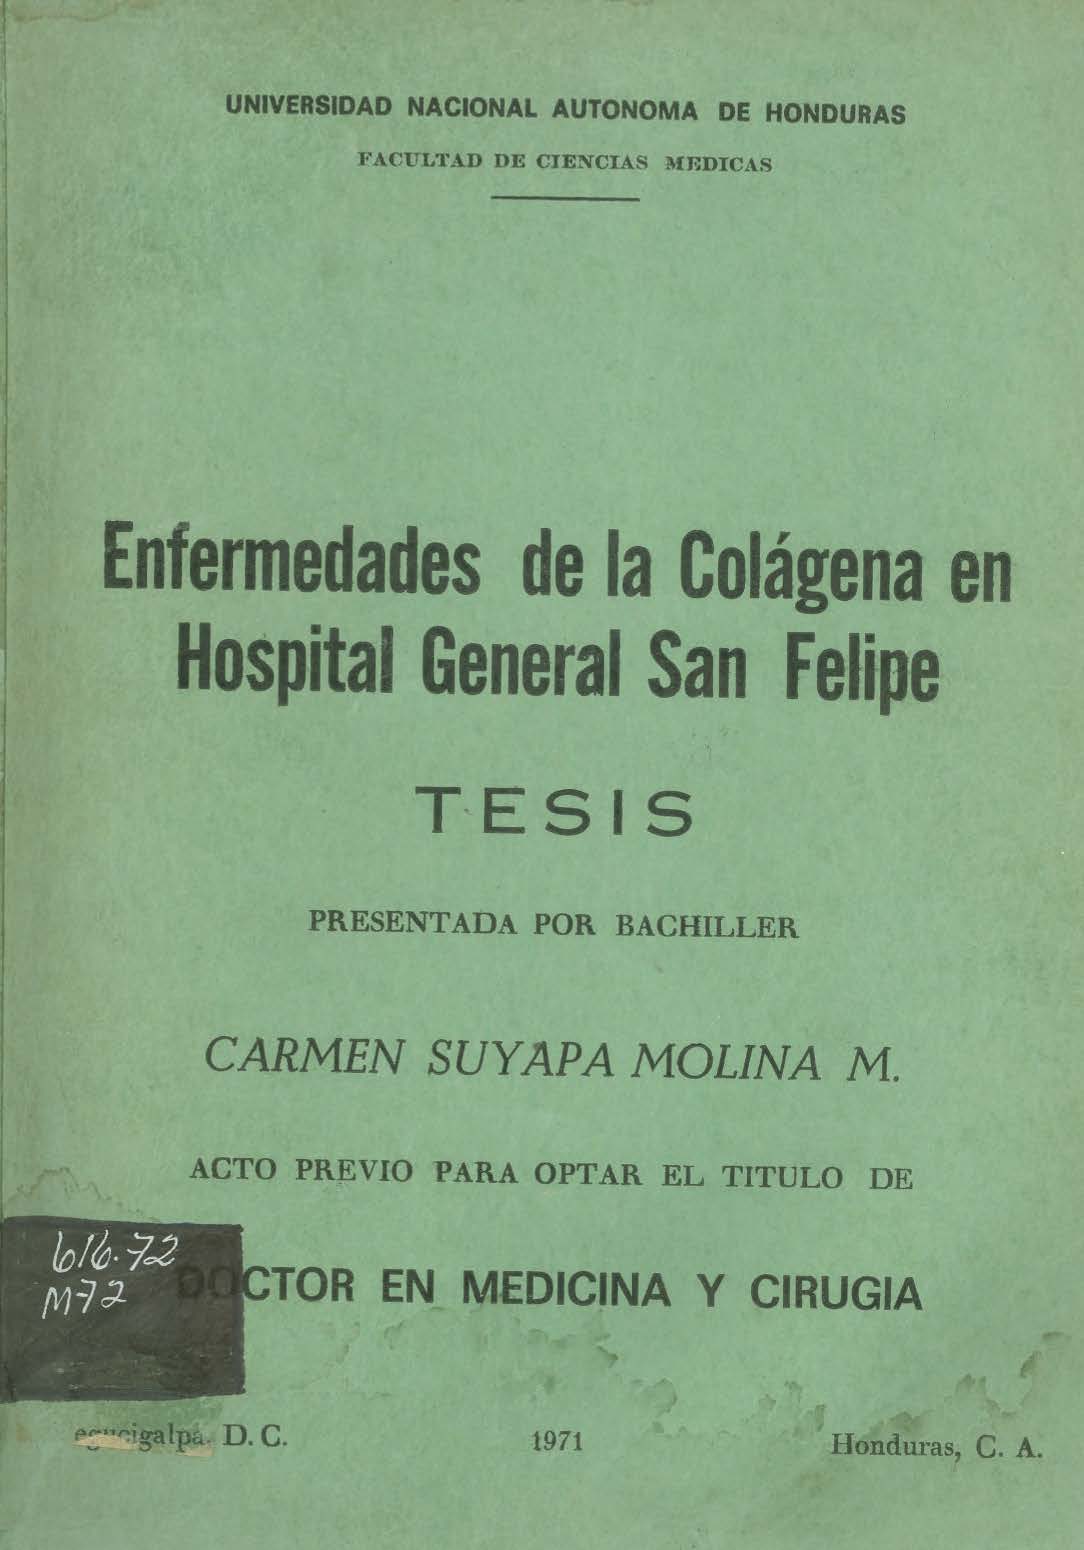 UNIVERSIDAD NACIONAL AUTONOMA DE HONDURAS
FACULTAD DE CIENCIAS MEDICAS
Enfermedades de la Colágena en
Hospital General San Felipe
TESIS
PRESENTADA POR BACHILLER
CARMEN SUYAPA MOLINA M.
ACTO PREVIO PARA OPTAR EL TITULO DE
616.72
M72
DOCTOR EN MEDICINA Y CIRUGIA
egucigalpa. D. C. 1971 Honduras, C. A.